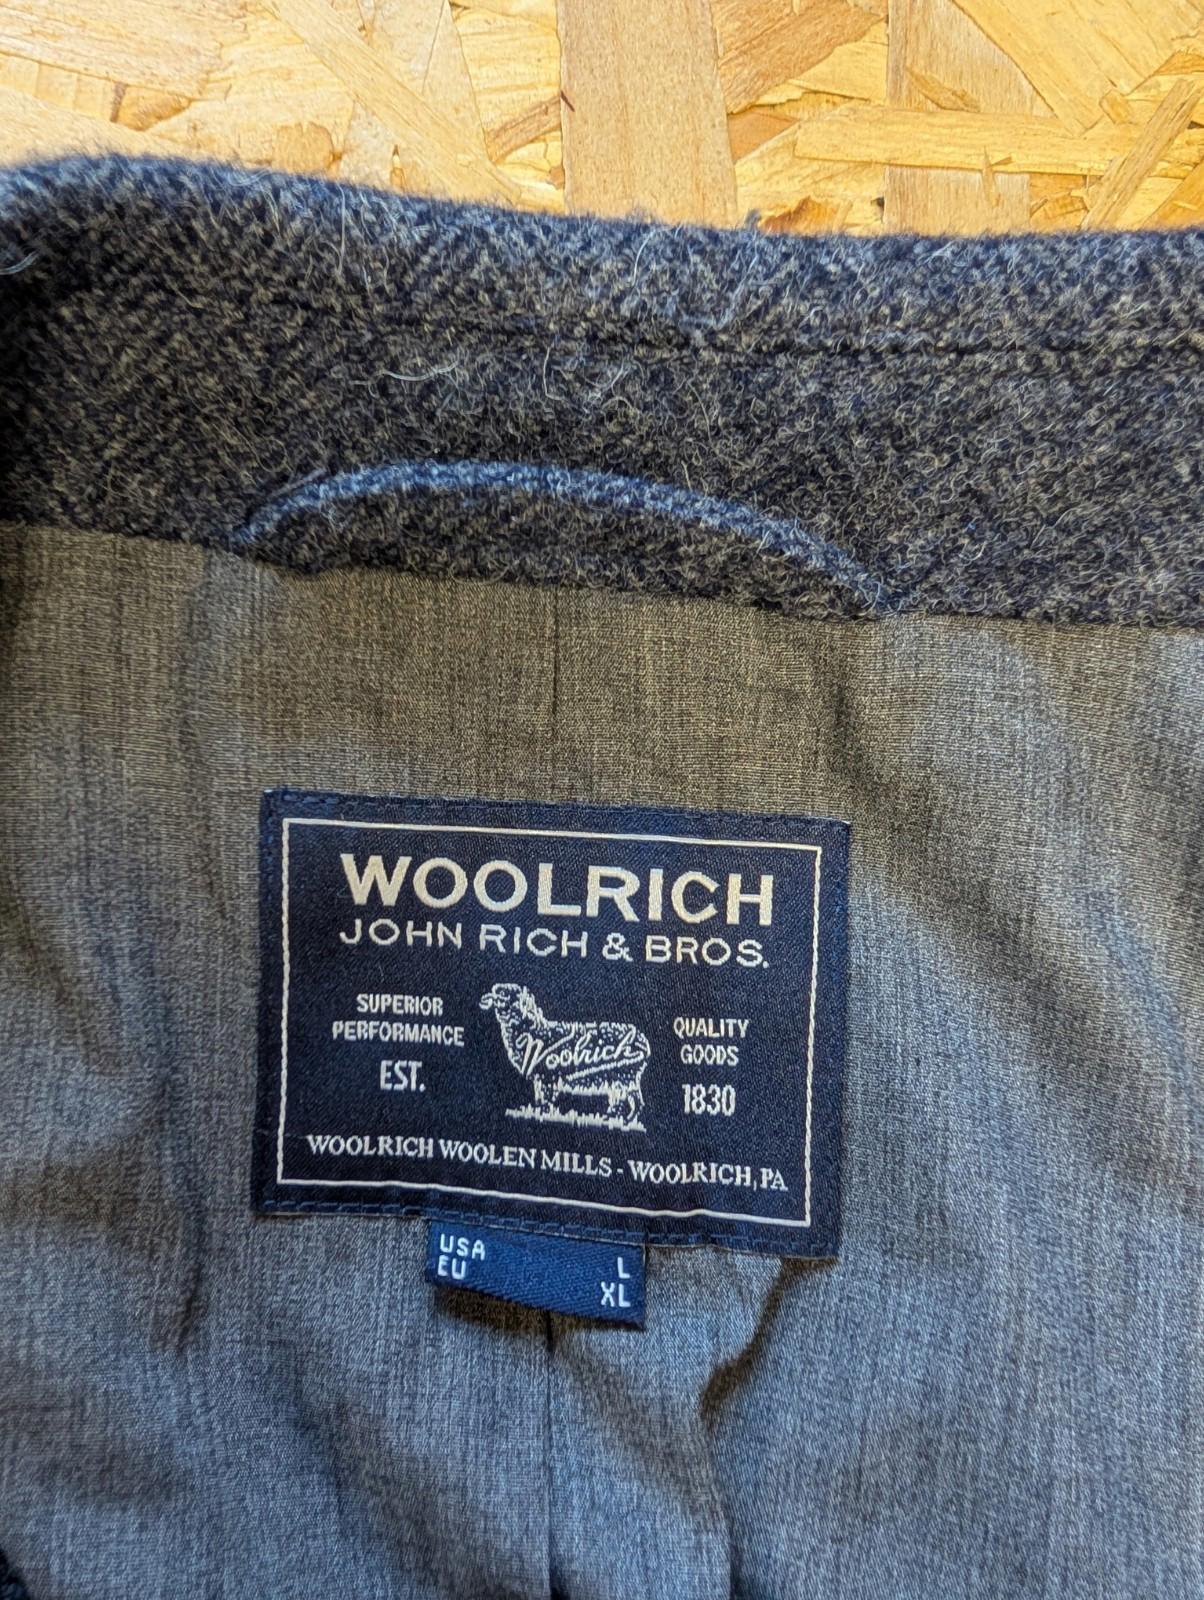 WOOLRICH
JOHN RICH & BROS.
SUPERIOR
PERFORMANCE
EST.
Woolrich
QUALITY
GOODS
1830
WOOLRICH WOOLEN MILLS - WOOLRICH, PA
USA L
EU XL